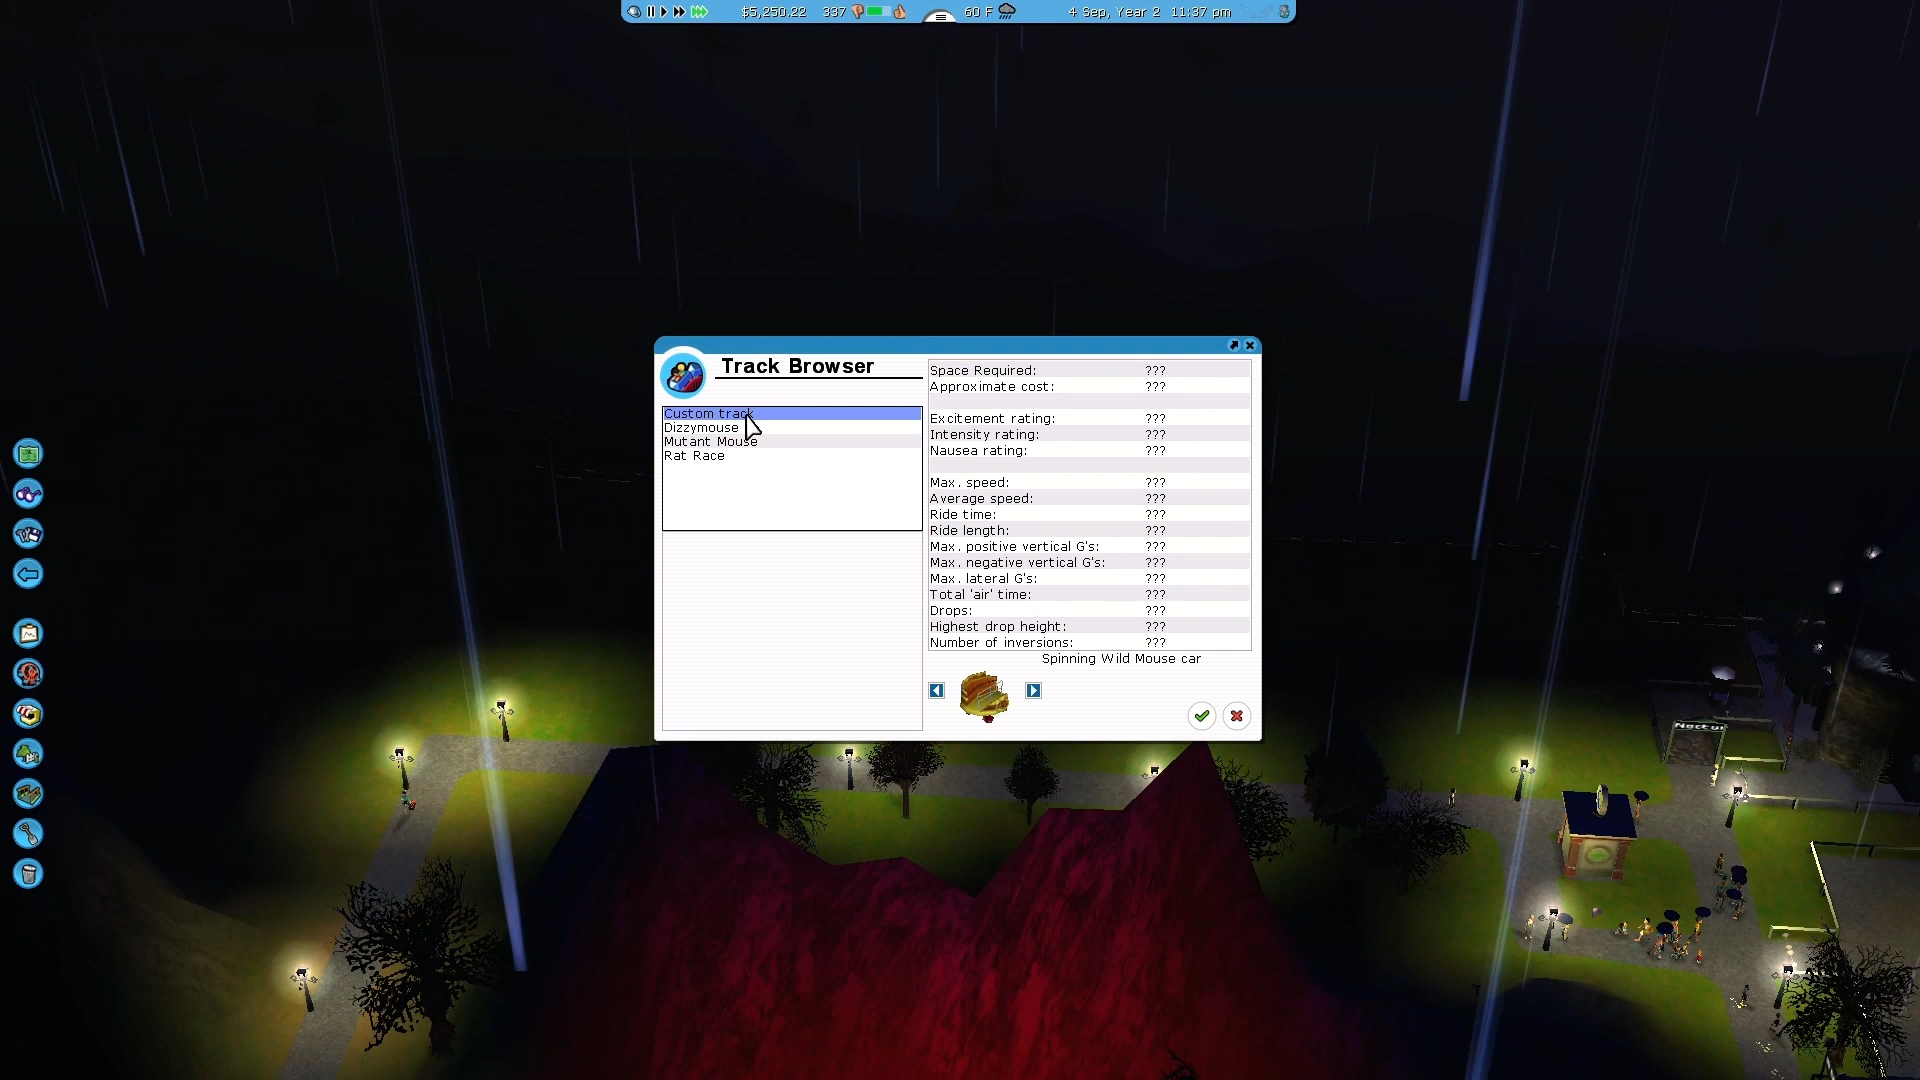 $5,250.22 337 60 F 4 Sep, Year 2 11:37 pm
Track Browser
Custom track
Dizzymouse
Mutant Mouse
Rat Race
Space Required: ???
Approximate cost: ???
Excitement rating: ???
Intensity rating: ???
Nausea rating: ???
Max. speed: ???
Average speed: ???
Ride time: ???
Ride length: ???
Max. positive vertical G's: ???
Max. negative vertical G's: ???
Max. lateral G's: ???
Total 'air' time: ???
Drops: ???
Highest drop height: ???
Number of inversions: ???
Spinning Wild Mouse car